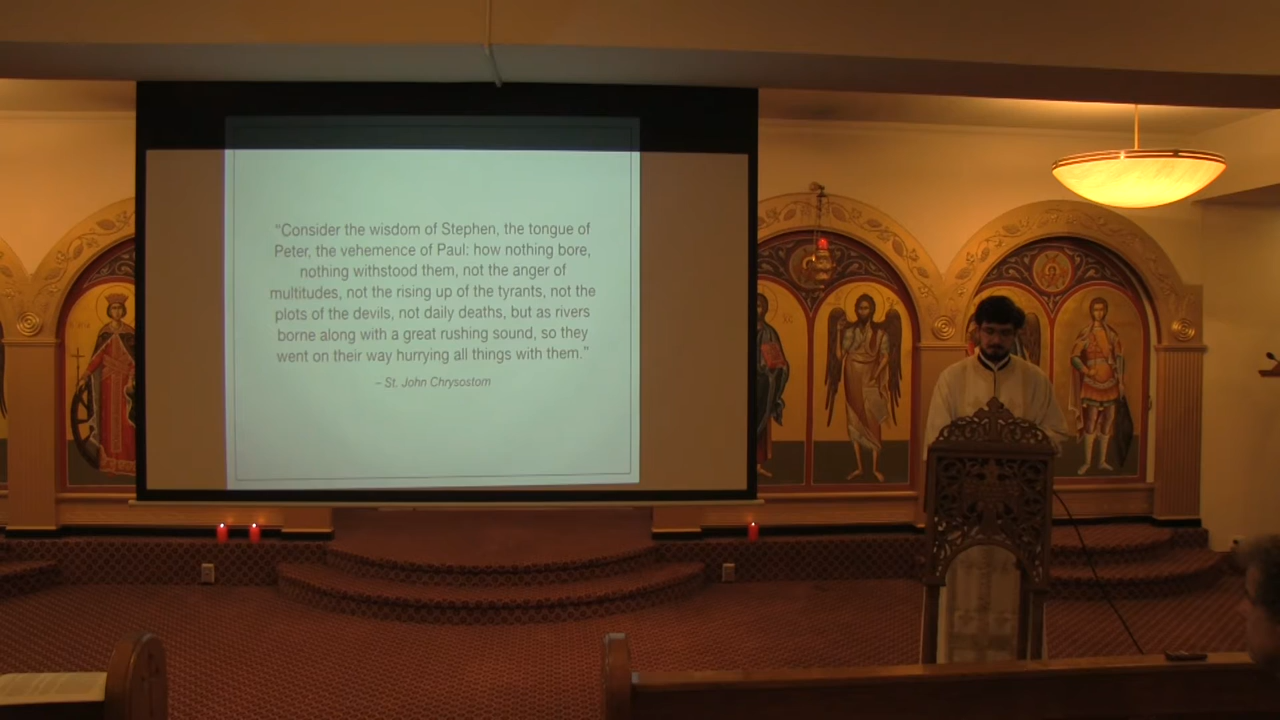 “Consider the wisdom of Stephen, the tongue of
Peter, the vehemence of Paul: how nothing bore,
nothing withstood them, not the anger of
multitudes, not the rising up of the tyrants, not the
plots of the devils, not daily deaths, but as rivers
borne along with a great rushing sound, so they
went on their way hurrying all things with them.”
– St. John Chrysostom